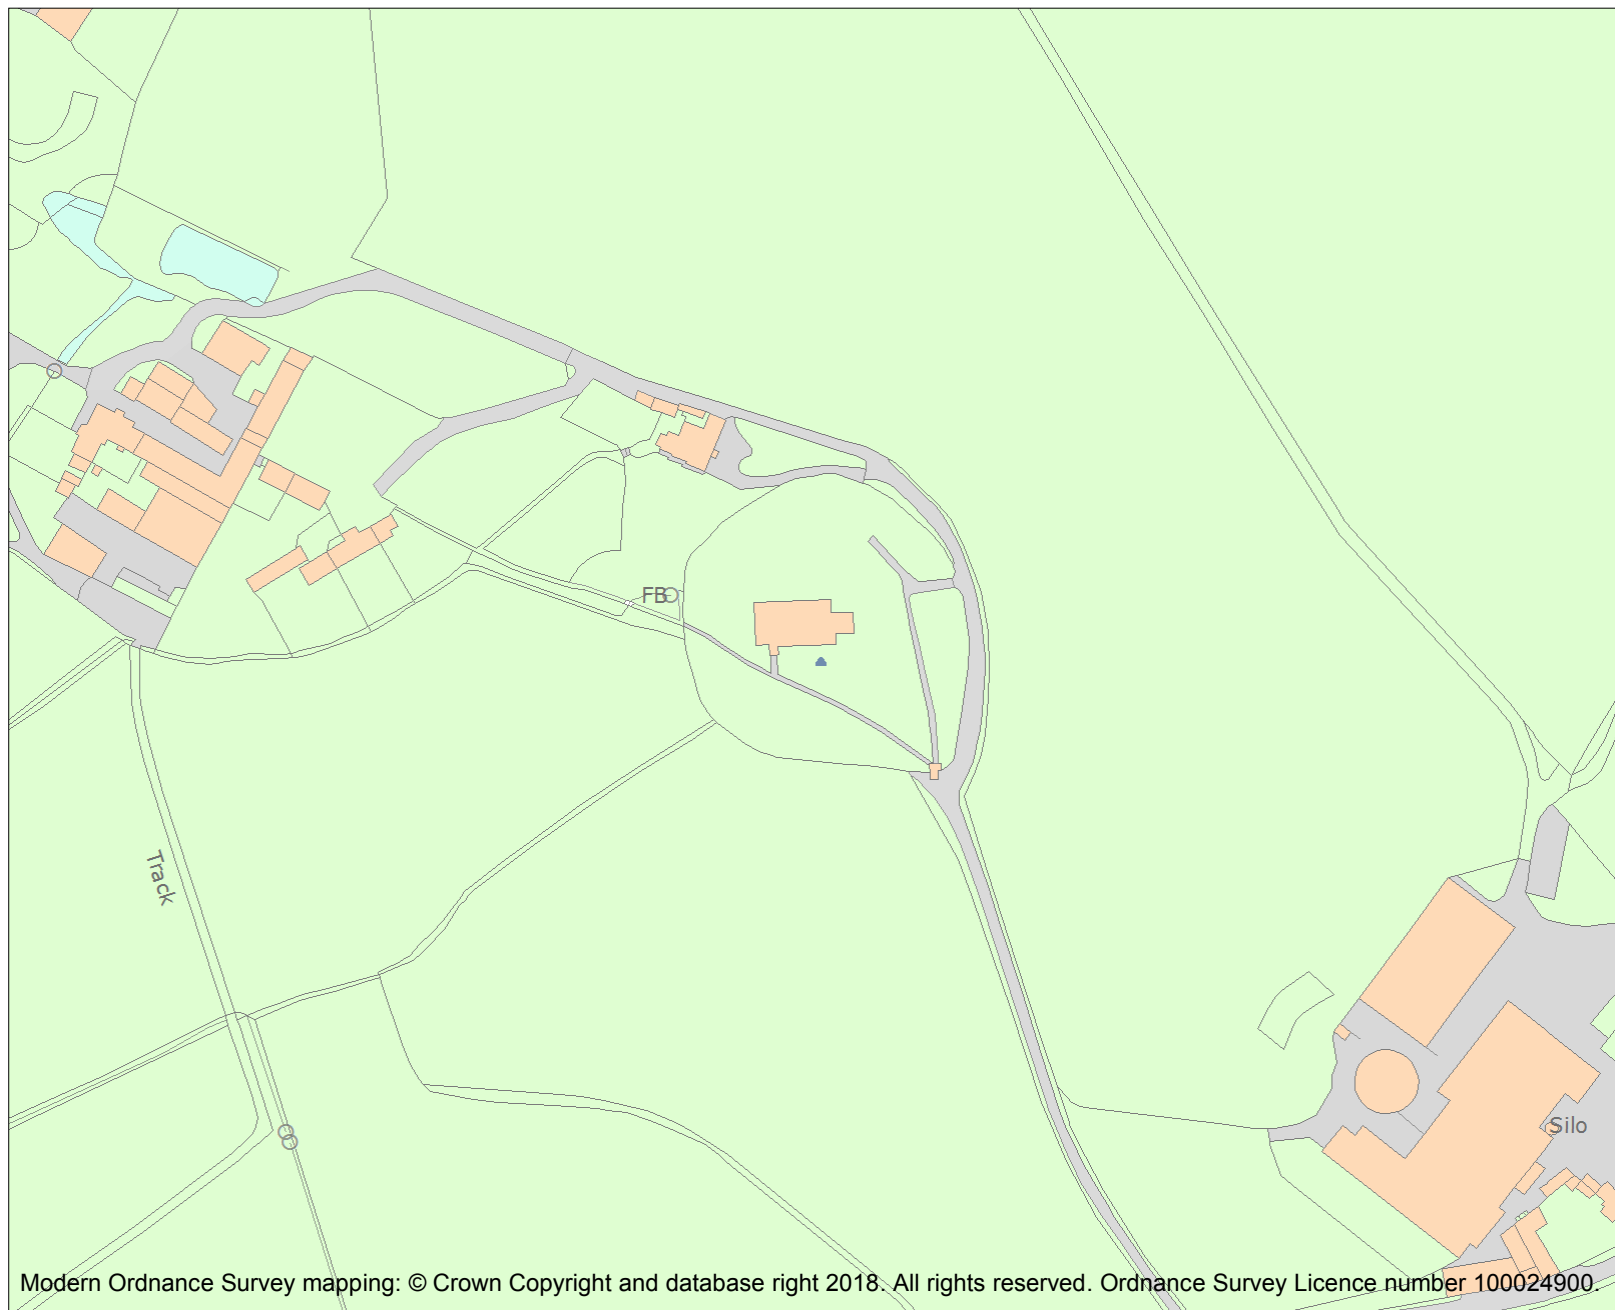 FB
Track
Silo
Modern Ordnance Survey mapping: © Crown Copyright and database right 2018. All rights reserved. Ordnance Survey Licence number 100024900.